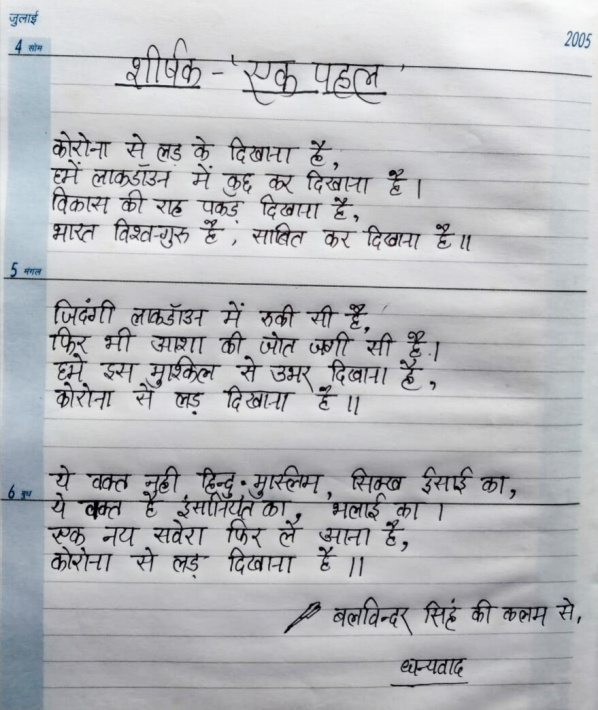 जुलाई
4 सोम
2005
शीर्षक - 'एक पहल'
कोरोना से लड़ के दिखाना है,
हमें लाकडॉउन में कुछ कर दिखाना है।
विकास की राह पकड़ दिखाना है,
भारत विश्व-गुरू है, साबित कर दिखाना है॥
5 मंगल
जिदंगी लाकडॉउन में रुकी सी है,
फिर भी आशा की जोत जगी सी है।
हमें इस मुश्किल से उभर दिखाना है,
कोरोना से लड़ दिखाना है॥
ये वक्त नही हिन्दु-मुस्लिम, सिक्ख ईसाई का,
6 बुध
ये वक्त है इंसानियत का, भलाई का।
एक नय सवेरा फिर ले आना है,
कोरोना से लड़ दिखाना है॥
बलविन्दर सिहं की कलम से,
धन्यवाद